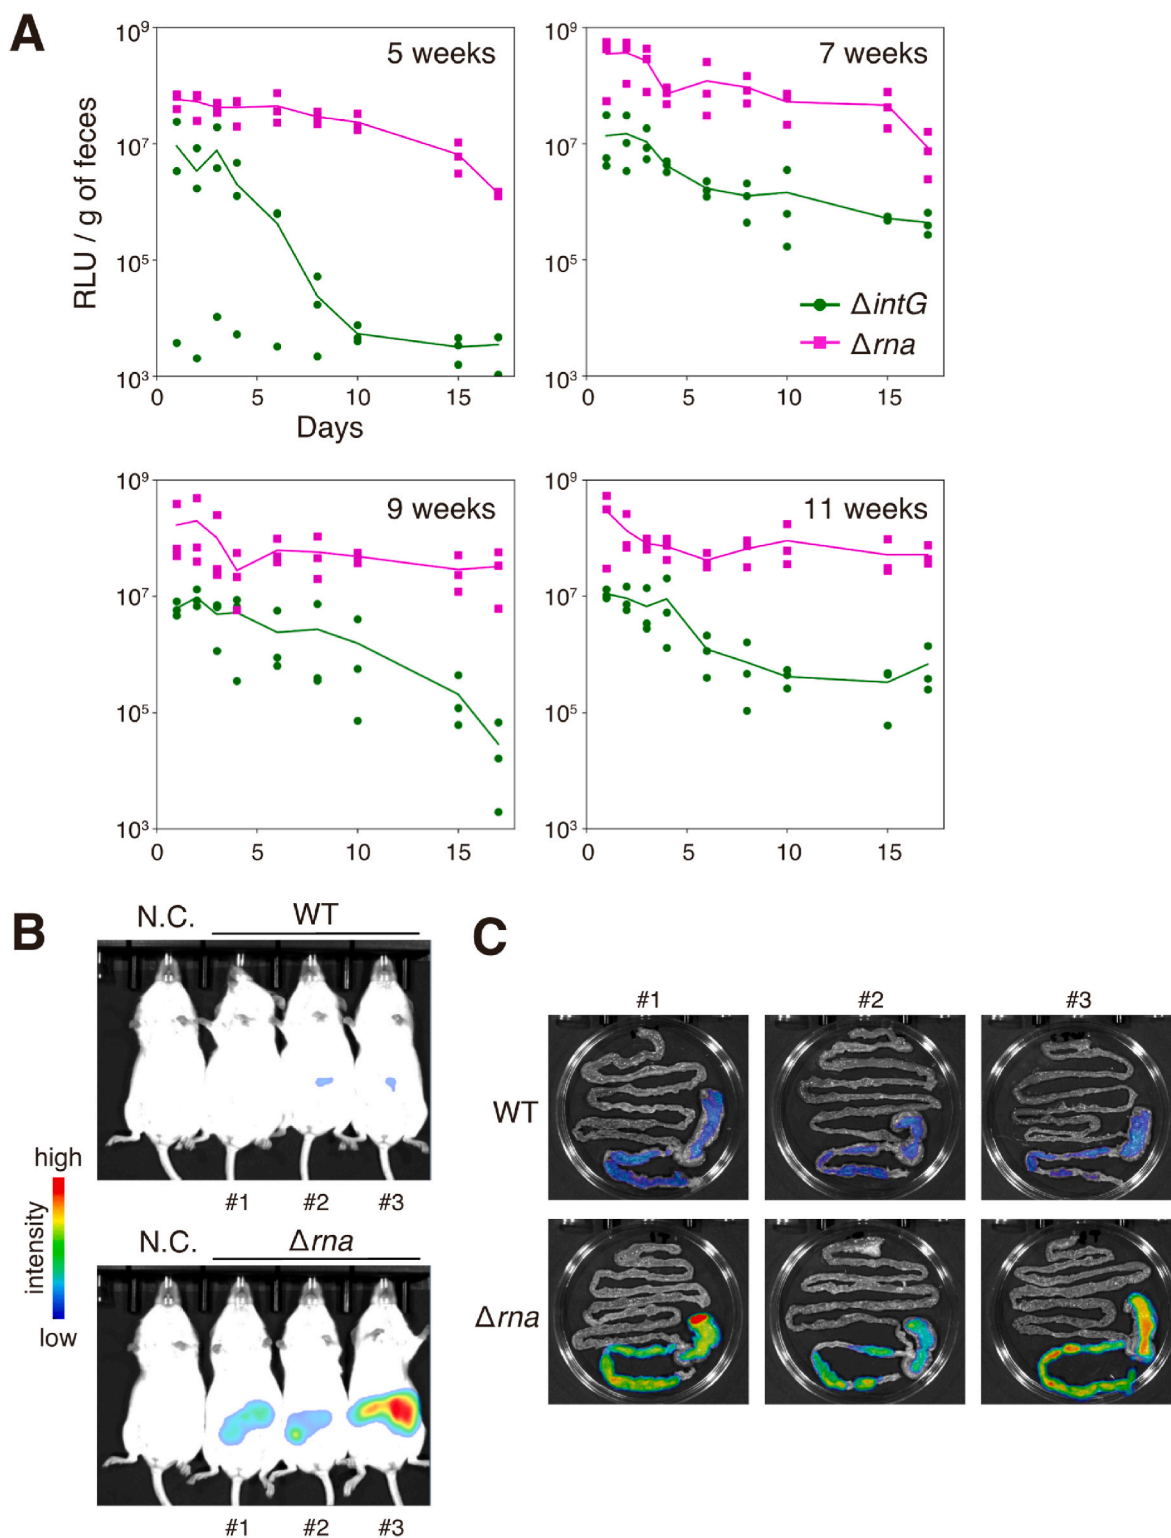 A
RLU / g of feces
10⁹
10⁷
10⁵
10³
5 weeks
0 5 10 15
Days
10⁹
10⁷
10⁵
10³
7 weeks
ΔintG
Δrna
0 5 10 15
10⁹
10⁷
10⁵
10³
9 weeks
0 5 10 15
10⁹
10⁷
10⁵
10³
11 weeks
0 5 10 15
B
N.C. WT
#1 #2 #3
high
intensity
low
N.C. Δrna
#1 #2 #3
C
#1 #2 #3
WT
Δrna